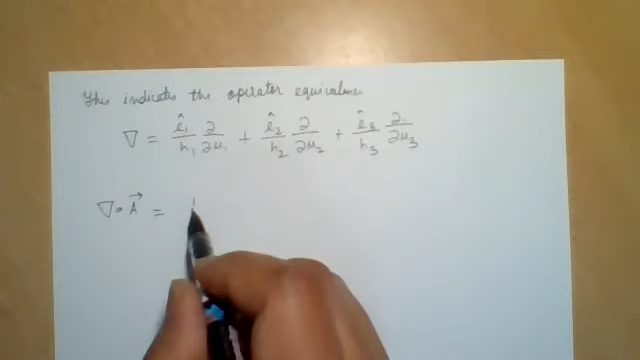 This indicates the operator equivalence
∇ = ê₁/h₁ ∂/∂u₁ + ê₂/h₂ ∂/∂u₂ + ê₃/h₃ ∂/∂u₃
∇∘A⃗ =